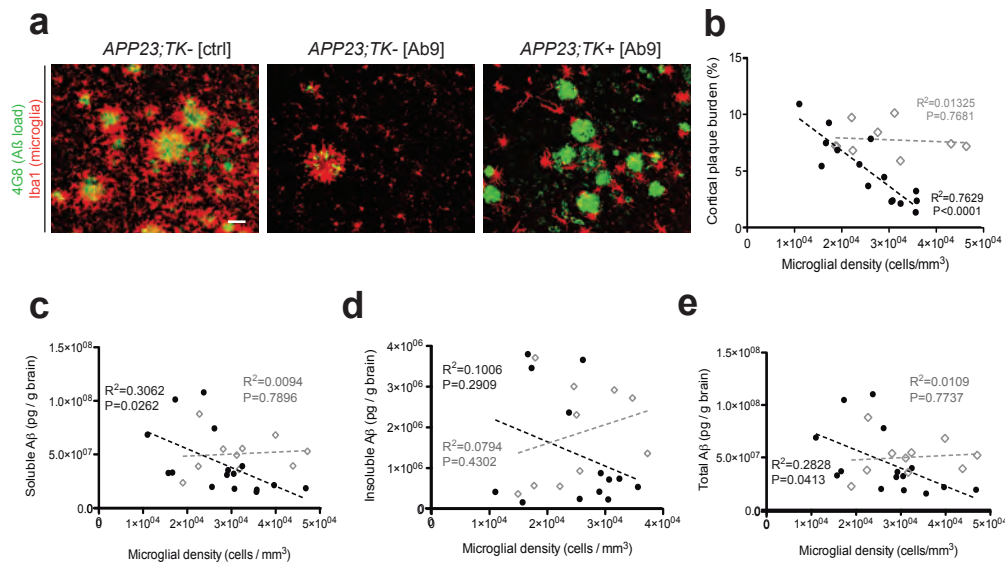 a
APP23;TK- [ctrl]
APP23;TK- [Ab9]
APP23;TK+ [Ab9]
4G8 (Aß load)
Iba1 (microglia)
b
Cortical plaque burden (%)
15
10
5
0
R²=0.01325
P=0.7681
R²=0.7629
P<0.0001
0
1×10⁰⁴ 2×10⁰⁴ 3×10⁰⁴ 4×10⁰⁴ 5×10⁰⁴
Microglial density (cells/mm³)
c
Soluble Aβ (pg / g brain)
1.5×10⁰⁸
1.0×10⁰⁸
5.0×10⁰⁷
0.0
R²=0.3062
P=0.0262
R²=0.0094
P=0.7896
0 1×10⁰⁴ 2×10⁰⁴ 3×10⁰⁴ 4×10⁰⁴ 5×10⁰⁴
Microglial density (cells / mm³)
d
Insoluble Aβ (pg / g brain)
4×10⁰⁶
3×10⁰⁶
2×10⁰⁶
1×10⁰⁶
0
R²=0.1006
P=0.2909
R²=0.0794
P=0.4302
0 1×10⁰⁴ 2×10⁰⁴ 3×10⁰⁴ 4×10⁰⁴
Microglial density (cells / mm³)
e
Total Aβ (pg / g brain)
1.5×10⁰⁸
1.0×10⁰⁸
5.0×10⁰⁷
0.0
R²=0.0109
P=0.7737
R²=0.2828
P=0.0413
0 1×10⁰⁴ 2×10⁰⁴ 3×10⁰⁴ 4×10⁰⁴ 5×10⁰⁴
Microglial density (cells/mm³)